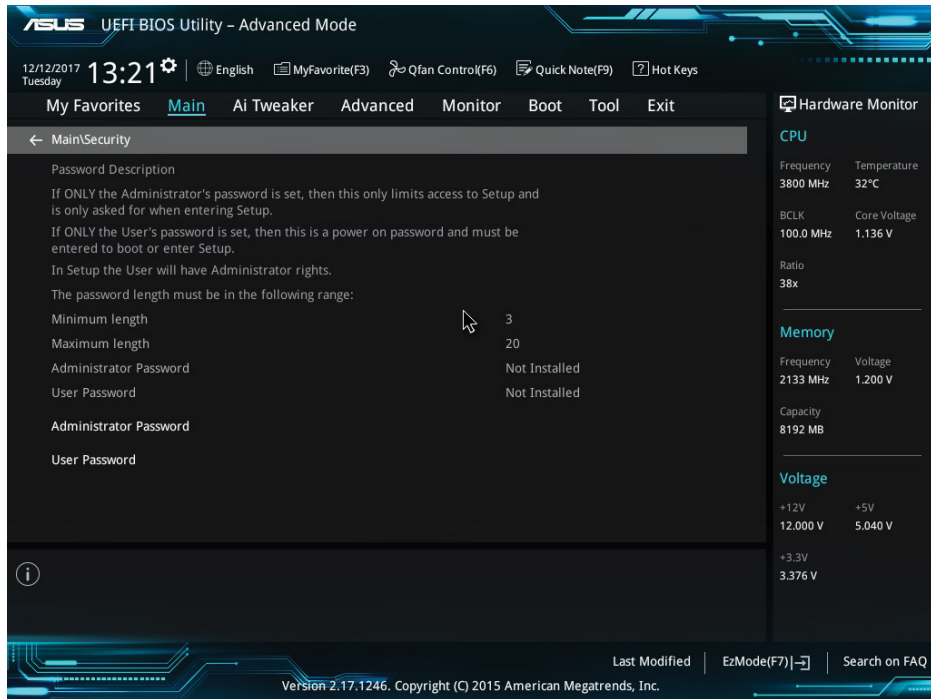 ASUS UEFI BIOS Utility – Advanced Mode
12/12/2017
Tuesday
13:21
English
MyFavorite(F3)
Qfan Control(F6)
Quick Note(F9)
? Hot Keys
My Favorites
Main
Ai Tweaker
Advanced
Monitor
Boot
Tool
Exit
Main\Security
Password Description
If ONLY the Administrator's password is set, then this only limits access to Setup and
is only asked for when entering Setup.
If ONLY the User's password is set, then this is a power on password and must be
entered to boot or enter Setup.
In Setup the User will have Administrator rights.
The password length must be in the following range:
Minimum length 3
Maximum length 20
Administrator Password Not Installed
User Password Not Installed
Administrator Password
User Password
i
Hardware Monitor
CPU
Frequency Temperature
3800 MHz 32°C
BCLK Core Voltage
100.0 MHz 1.136 V
Ratio
38x
Memory
Frequency Voltage
2133 MHz 1.200 V
Capacity
8192 MB
Voltage
+12V +5V
12.000 V 5.040 V
+3.3V
3.376 V
Last Modified
EzMode(F7)
Search on FAQ
Version 2.17.1246. Copyright (C) 2015 American Megatrends, Inc.